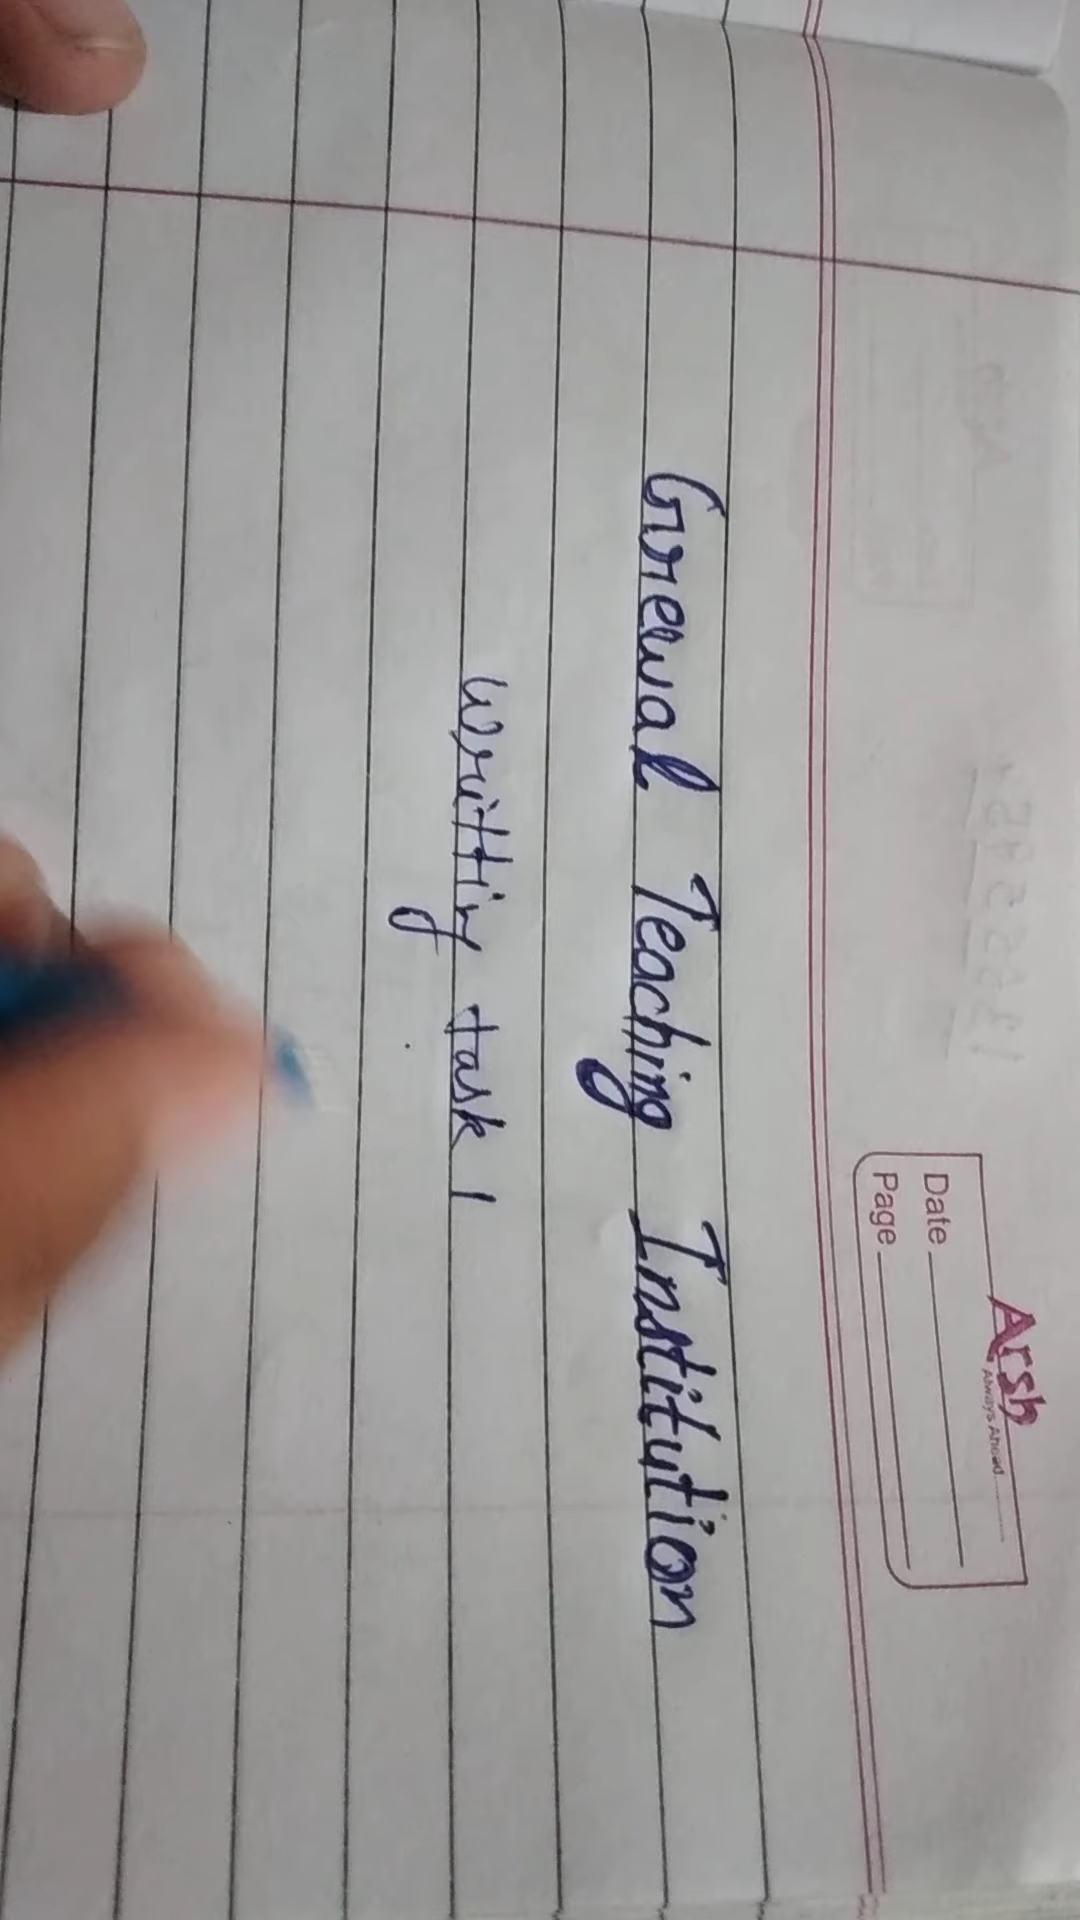 Arsh
Always Ahead......
Date
Page
Grewal Teaching Institution
Writting task 1